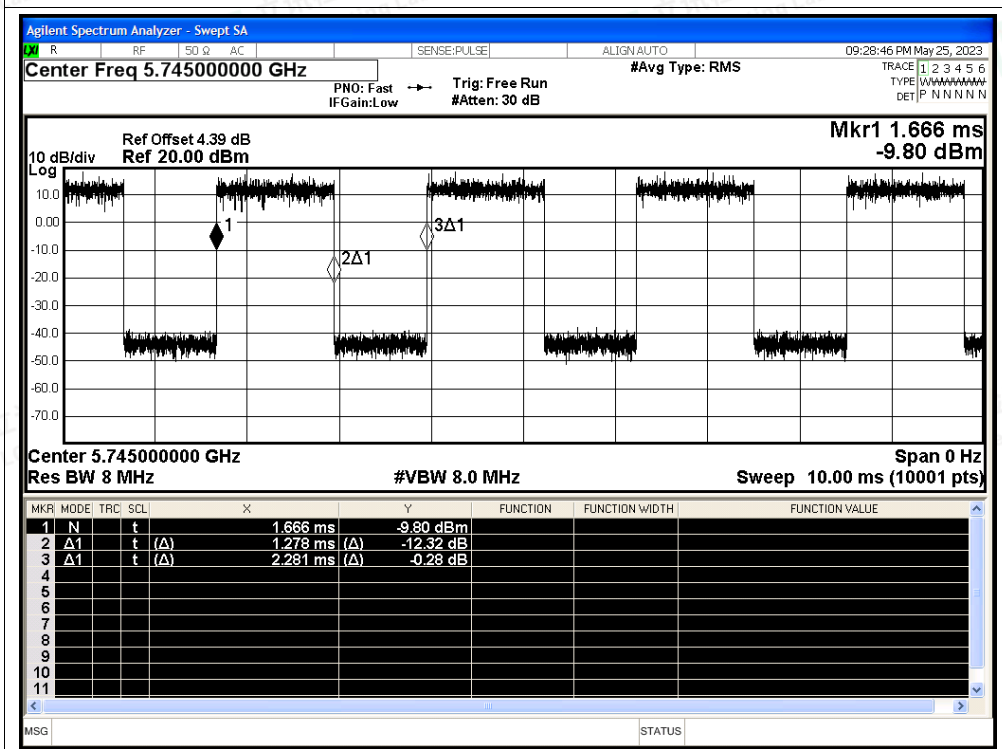 Agilent Spectrum Analyzer - Swept SA
LXI R RF 50 Ω AC SENSE:PULSE ALIGN AUTO 09:28:46 PM May 25, 2023
Center Freq 5.745000000 GHz #Avg Type: RMS TRACE 1 2 3 4 5 6
PNO: Fast Trig: Free Run TYPE WWWWWW
IFGain:Low #Atten: 30 dB DET P N N N N N
Mkr1 1.666 ms
-9.80 dBm
Ref Offset 4.39 dB
10 dB/div Ref 20.00 dBm
Log
10.0
0.00
-10.0
-20.0
-30.0
-40.0
-50.0
-60.0
-70.0
1
2Δ1
3Δ1
Center 5.745000000 GHz Span 0 Hz
Res BW 8 MHz #VBW 8.0 MHz Sweep 10.00 ms (10001 pts)
MKR MODE TRC SCL X Y FUNCTION FUNCTION WIDTH FUNCTION VALUE
1 N t 1.666 ms -9.80 dBm
2 Δ1 t (Δ) 1.278 ms (Δ) -12.32 dB
3 Δ1 t (Δ) 2.281 ms (Δ) -0.28 dB
4
5
6
7
8
9
10
11
MSG STATUS